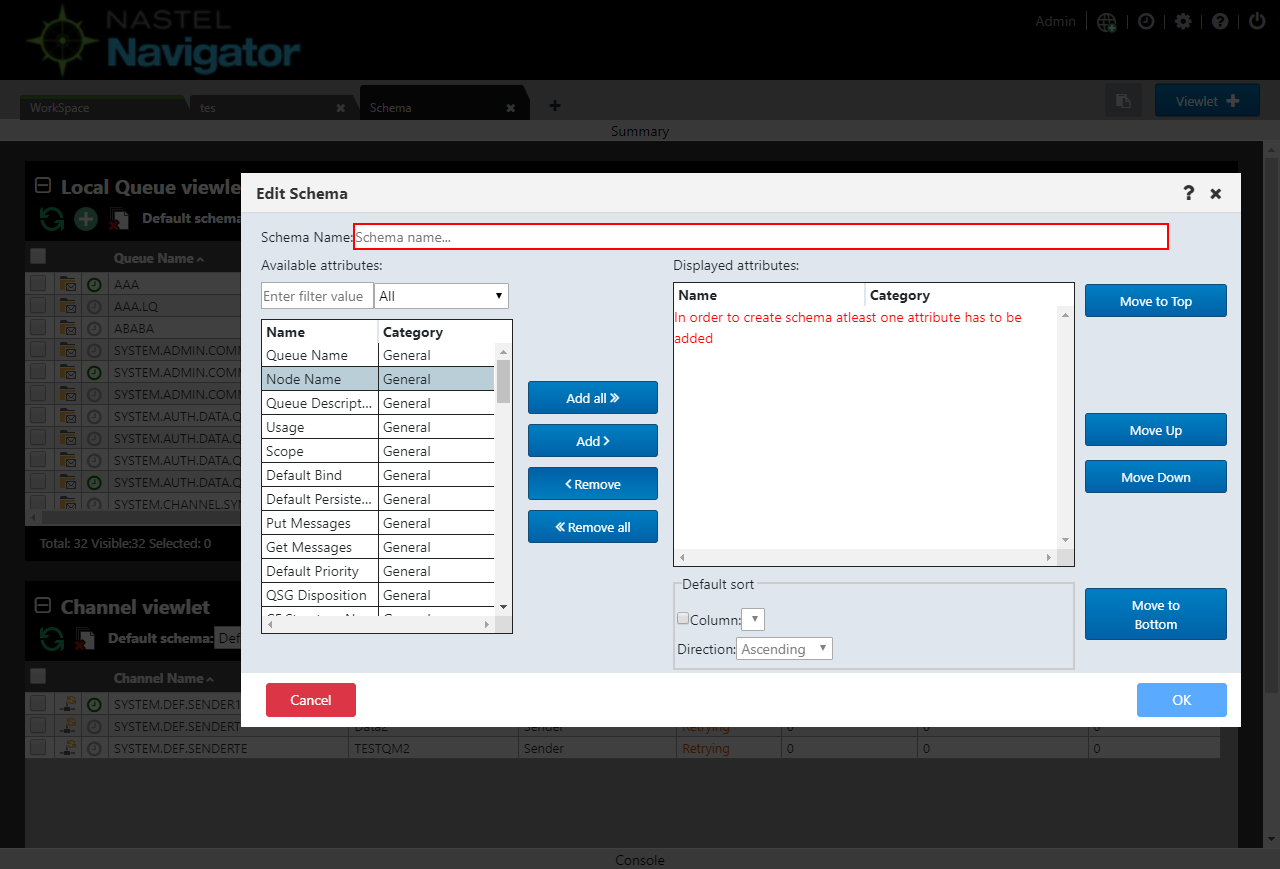 NASTEL
Navigator
Admin
WorkSpace
tes
Schema
Viewlet
Summary
Local Queue viewle
Default schema
Queue Name
AAA
AAA.LQ
ABABA
SYSTEM.ADMIN.COMM
SYSTEM.ADMIN.COMM
SYSTEM.ADMIN.COMM
SYSTEM.AUTH.DATA.Q
SYSTEM.AUTH.DATA.Q
SYSTEM.AUTH.DATA.Q
SYSTEM.AUTH.DATA.Q
SYSTEM.CHANNEL.SYN
Total: 32 Visible:32 Selected: 0
Edit Schema
Schema Name: Schema name...
Available attributes:
Enter filter value All
Name Category
Queue Name General
Node Name General
Queue Descript... General
Usage General
Scope General
Default Bind General
Default Persiste... General
Put Messages General
Get Messages General
Default Priority General
QSG Disposition General
Add all
Add
Remove
Remove all
Displayed attributes:
Name Category
In order to create schema atleast one attribute has to be
added
Move to Top
Move Up
Move Down
Move to
Bottom
Default sort
Column:
Direction: Ascending
Cancel
OK
Channel viewlet
Default schema: Def
Channel Name
SYSTEM.DEF.SENDER1
SYSTEM.DEF.SENDERT Data2 Sender Retrying 0 0 0
SYSTEM.DEF.SENDERTE TESTQM2 Sender Retrying 0 0 0
Console